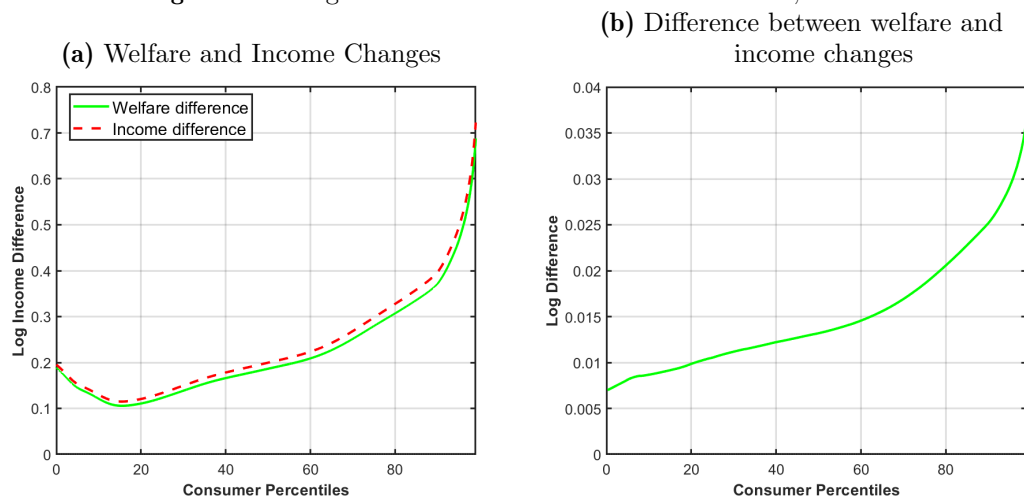 (a) Welfare and Income Changes
0.8
0.7
0.6
0.5
0.4
0.3
0.2
0.1
0
Log Income Difference
Welfare difference
Income difference
0 20 40 60 80
Consumer Percentiles
(b) Difference between welfare and
income changes
0.04
0.035
0.03
0.025
0.02
0.015
0.01
0.005
0
Log Difference
0 20 40 60 80
Consumer Percentiles